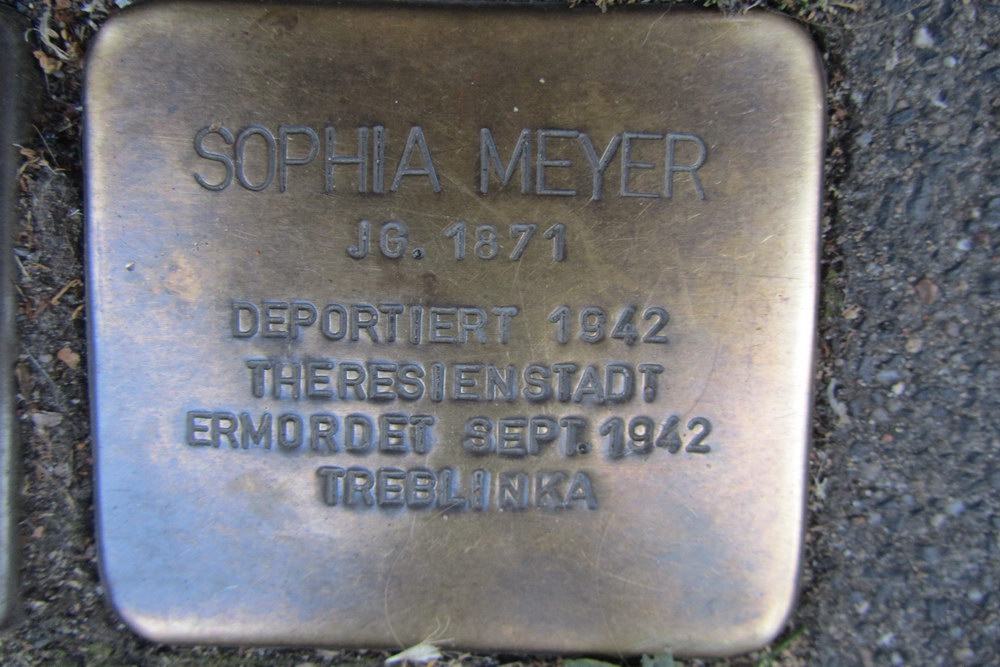 SOPHIA MEYER
JG. 1871
DEPORTIERT 1942
THERESIENSTADT
ERMORDET SEPT. 1942
TREBLINKA